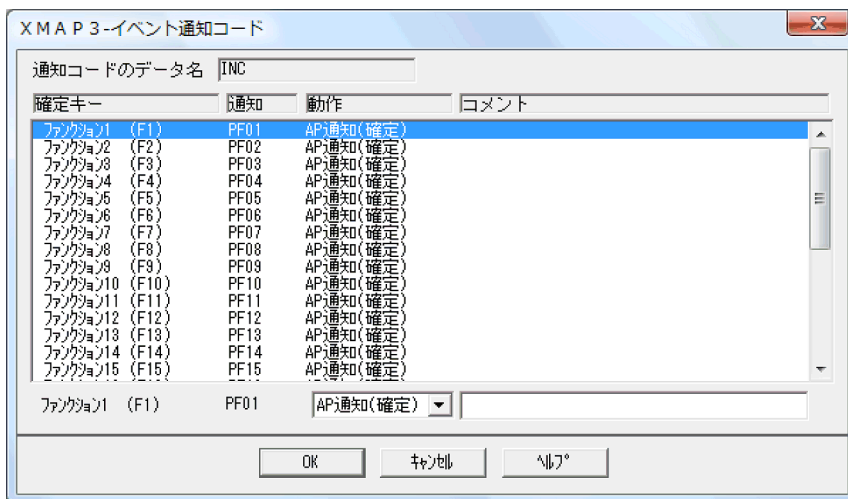 XMAP3-イベント通知コード
通知コードのデータ名 INC
確定キー 通知 動作 コメント
ファンクション1 (F1) PF01 AP通知(確定)
ファンクション2 (F2) PF02 AP通知(確定)
ファンクション3 (F3) PF03 AP通知(確定)
ファンクション4 (F4) PF04 AP通知(確定)
ファンクション5 (F5) PF05 AP通知(確定)
ファンクション6 (F6) PF06 AP通知(確定)
ファンクション7 (F7) PF07 AP通知(確定)
ファンクション8 (F8) PF08 AP通知(確定)
ファンクション9 (F9) PF09 AP通知(確定)
ファンクション10 (F10) PF10 AP通知(確定)
ファンクション11 (F11) PF11 AP通知(確定)
ファンクション12 (F12) PF12 AP通知(確定)
ファンクション13 (F13) PF13 AP通知(確定)
ファンクション14 (F14) PF14 AP通知(確定)
ファンクション15 (F15) PF15 AP通知(確定)
ファンクション1 (F1) PF01 AP通知(確定)
OK キャンセル ヘルプ